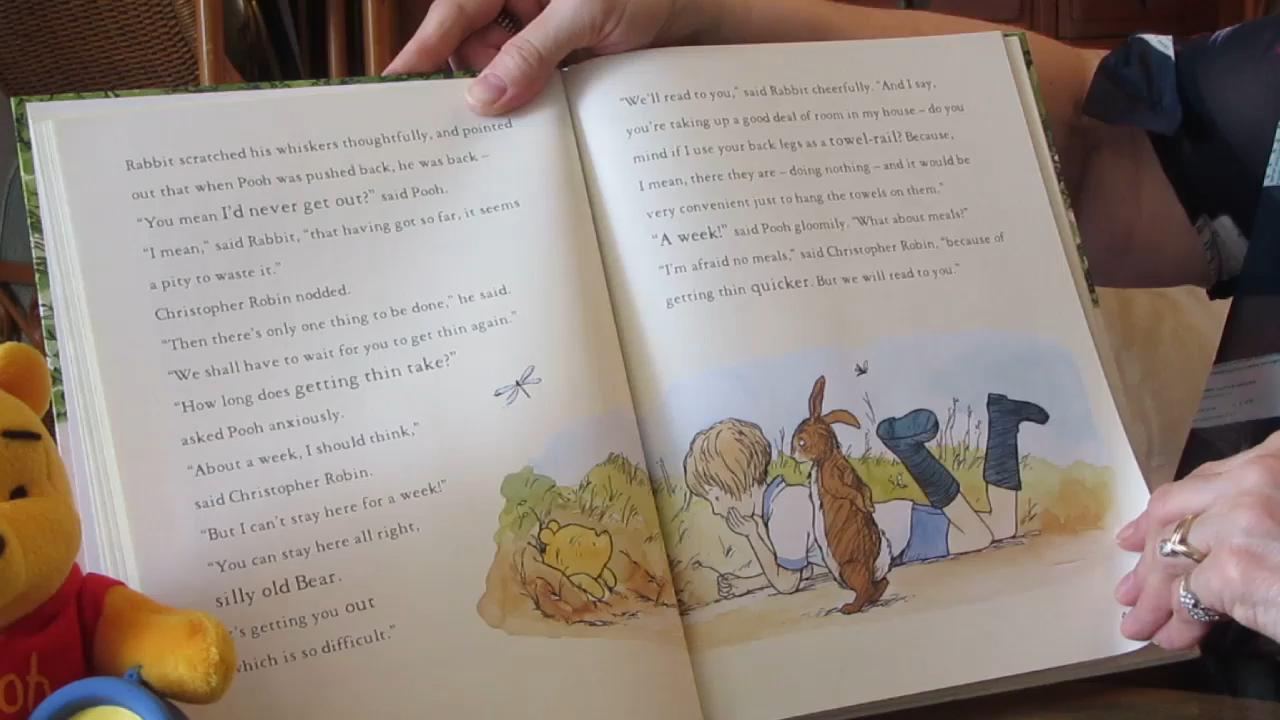 Rabbit scratched his whiskers thoughtfully, and pointed
out that when Pooh was pushed back, he was back –
“You mean I’d never get out?” said Pooh.
“I mean,” said Rabbit, “that having got so far, it seems
a pity to waste it.”
Christopher Robin nodded.
“Then there’s only one thing to be done,” he said.
“We shall have to wait for you to get thin again.”
“How long does getting thin take?”
asked Pooh anxiously.
“About a week, I should think,”
said Christopher Robin.
“But I can’t stay here for a week!”
“You can stay here all right,
silly old Bear.
’s getting you out
which is so difficult.”
“We’ll read to you,” said Rabbit cheerfully. “And I say,
you’re taking up a good deal of room in my house – do you
mind if I use your back legs as a towel-rail? Because,
I mean, there they are – doing nothing – and it would be
very convenient just to hang the towels on them.”
“A week!” said Pooh gloomily. “What about meals?”
“I’m afraid no meals,” said Christopher Robin, “because of
getting thin quicker. But we will read to you.”
oh